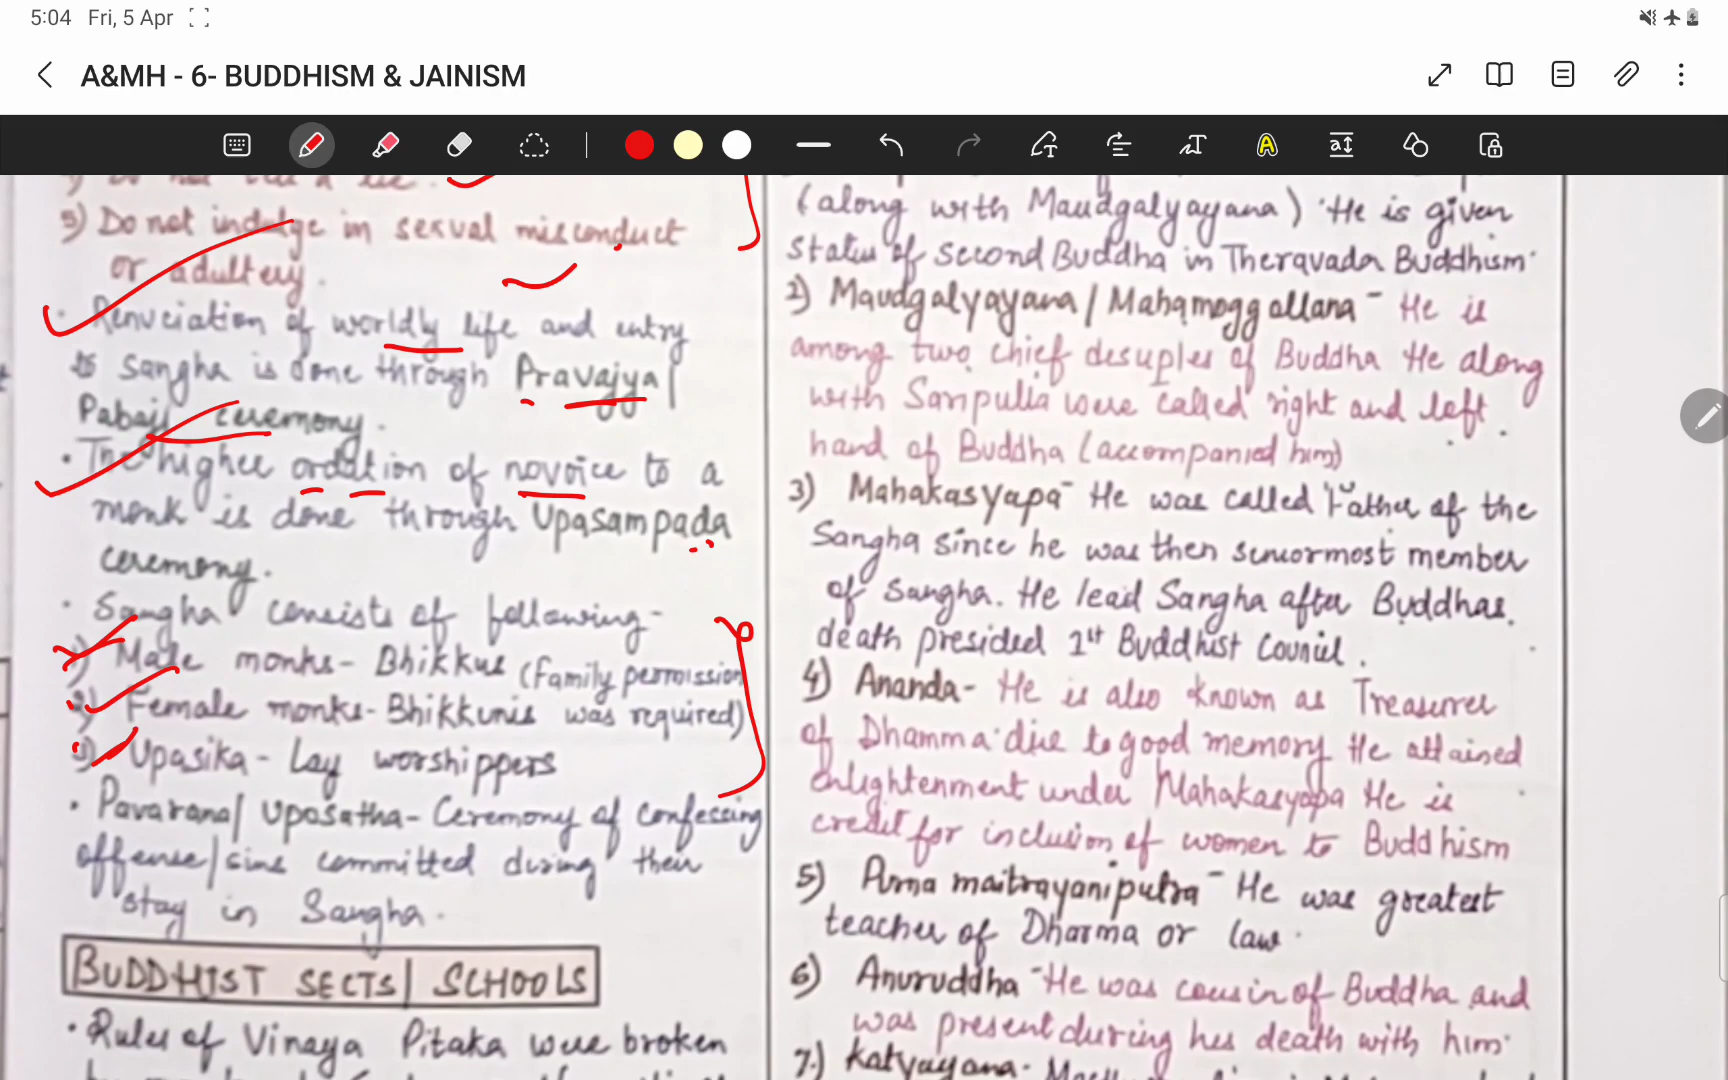 5:04 Fri, 5 Apr
A&MH - 6- BUDDHISM & JAINISM
5) Do not indulge in sexual misconduct
or adultery.
· Renuciation of worldly life and entry
to Sangha is done through Pravajya|
Pabajj ceremony.
· The higher ordation of novoice to a
monk is done through Upasampada
ceremony.
· Sangha consists of following-
1) Male monks- Bhikkus (family permission
2) Female monks- Bhikkunis was required)
3) Upasika- Lay worshippers
· Pavarana/ Uposatha- Ceremony of confessing
offense/sins committed during their
stay in Sangha.
BUDDHIST SECTS/ SCHOOLS
· Rules of Vinaya Pitaka were broken
(along with Maudgalyayana) He is given
status of second Buddha in Theravada Buddhism.
2) Maudgalyayana/Mahamoggallana- He is
among two chief desuples of Buddha He along
with Sariputta were called right and left
hand of Buddha (accompanied him)
3) Mahakasyapa- He was called 'Father of the
Sangha since he was then seniormost member
of Sangha. He lead Sangha after Buddhas
death presided 1st Buddhist Council.
4) Ananda- He is also known as Treasurer
of Dhamma due to good memory He attained
enlightenment under Mahakasyapa He is
credit for inclusion of women to Buddhism
5) Purna maitrayaniputra- He was greatest
teacher of Dharma or law.
6) Anuruddha- He was cousin of Buddha and
was present during his death with him.
7) Katyayana-